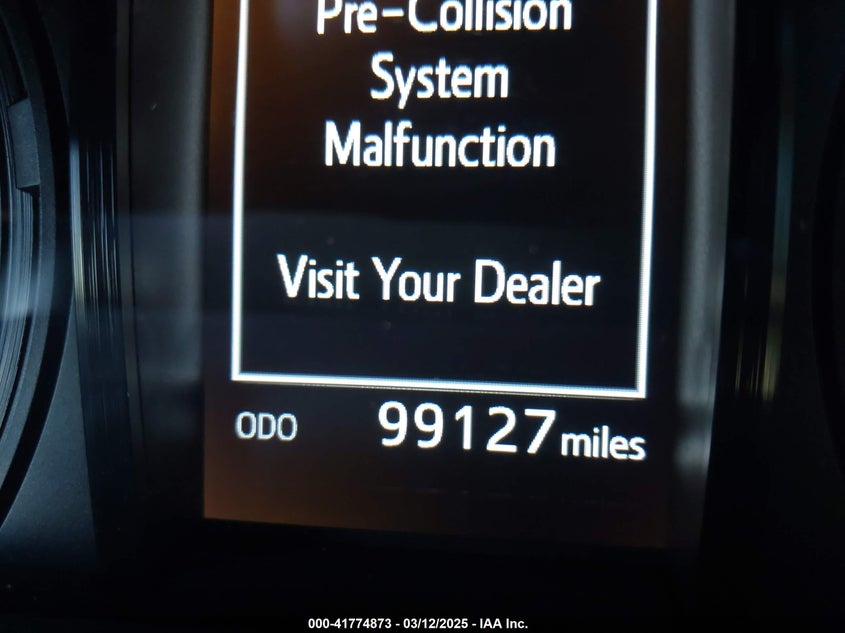 Pre-Collision
System
Malfunction
Visit Your Dealer
ODO 99127 miles
000-41774873 - 03/12/2025 - IAA Inc.